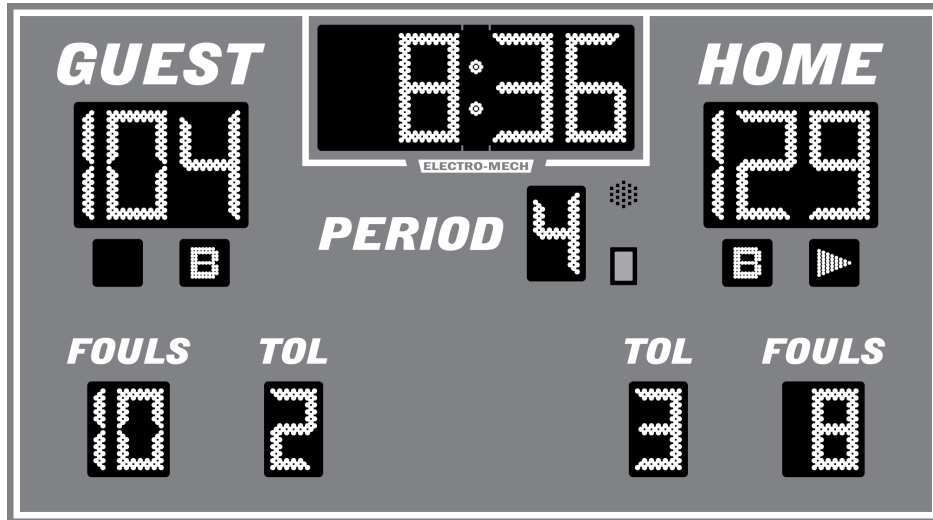 GUEST 8:36 HOME
104 129
ELECTRO-MECH
PERIOD 4
B B
FOULS TOL TOL FOULS
10 2 3 8